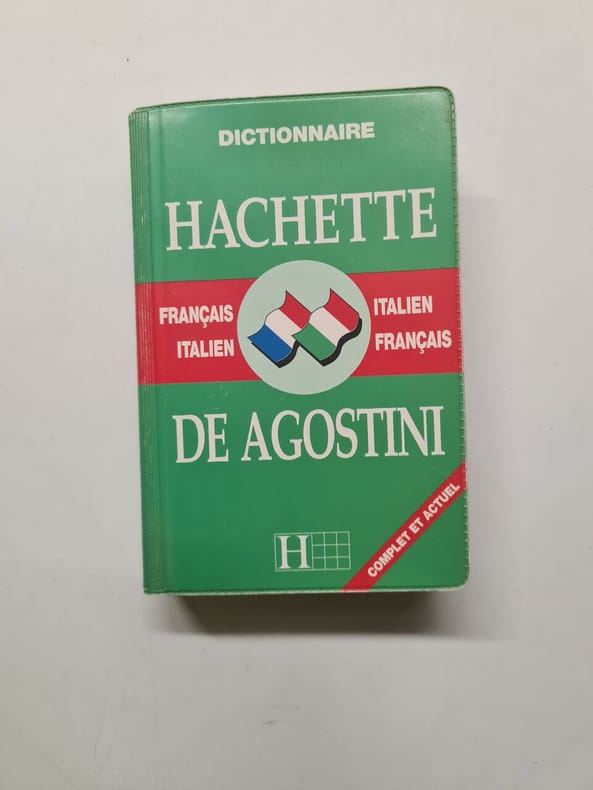 DICTIONNAIRE
HACHETTE
FRANÇAIS
ITALIEN
ITALIEN
FRANÇAIS
DE AGOSTINI
H
COMPLET ET ACTUEL